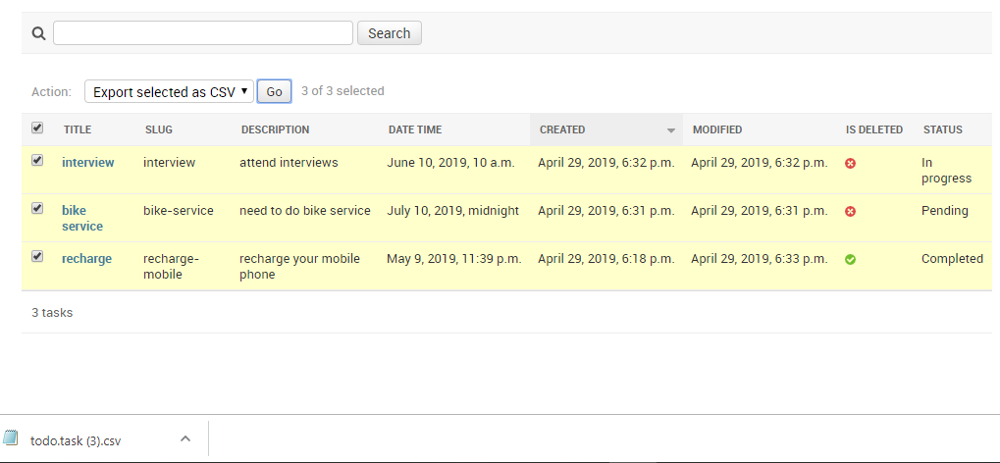 Search
Action: Export selected as CSV Go 3 of 3 selected
TITLE SLUG DESCRIPTION DATE TIME CREATED MODIFIED IS DELETED STATUS
interview interview attend interviews June 10, 2019, 10 a.m. April 29, 2019, 6:32 p.m. April 29, 2019, 6:32 p.m. In
progress
bike bike-service need to do bike service July 10, 2019, midnight April 29, 2019, 6:31 p.m. April 29, 2019, 6:31 p.m. Pending
service
recharge recharge- recharge your mobile May 9, 2019, 11:39 p.m. April 29, 2019, 6:18 p.m. April 29, 2019, 6:33 p.m. Completed
mobile phone
3 tasks
todo.task (3).csv